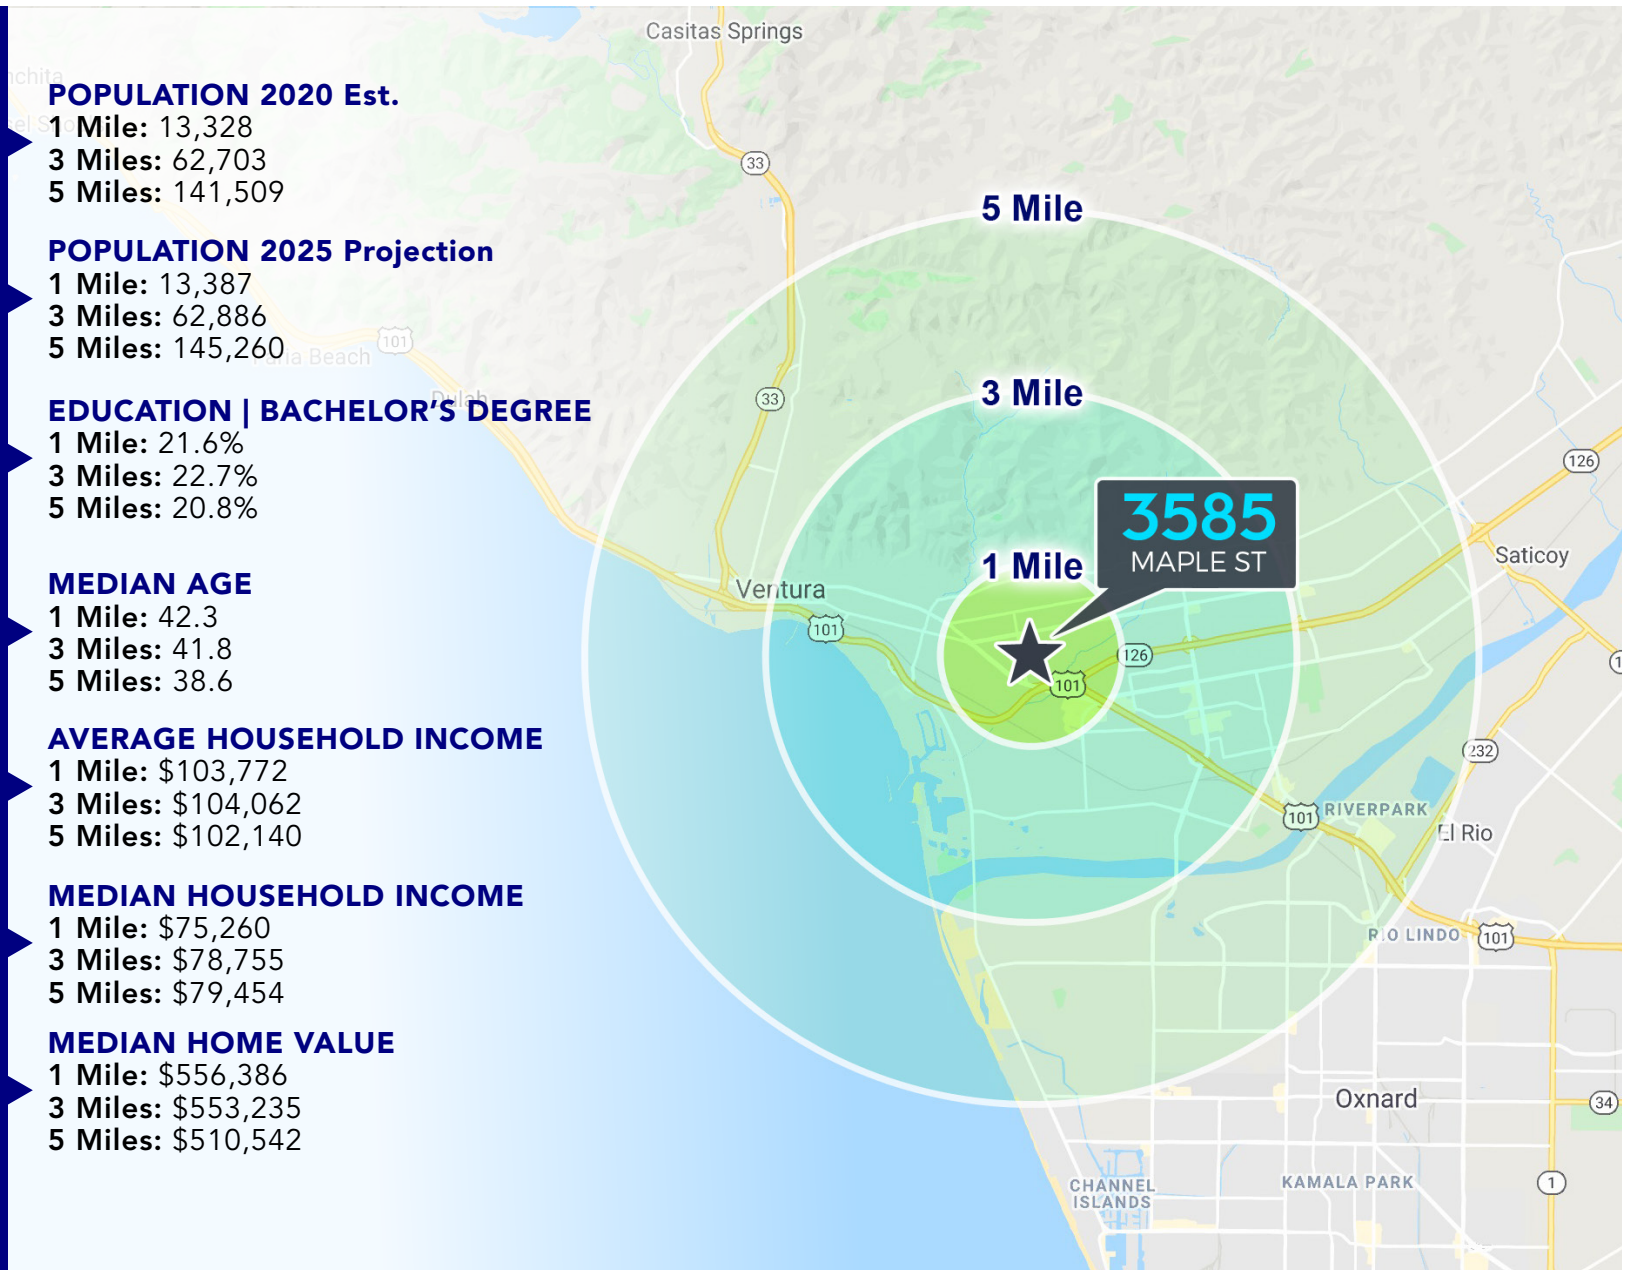 POPULATION 2020 Est.
1 Mile: 13,328
3 Miles: 62,703
5 Miles: 141,509
POPULATION 2025 Projection
1 Mile: 13,387
3 Miles: 62,886
5 Miles: 145,260
EDUCATION | BACHELOR’S DEGREE
1 Mile: 21.6%
3 Miles: 22.7%
5 Miles: 20.8%
MEDIAN AGE
1 Mile: 42.3
3 Miles: 41.8
5 Miles: 38.6
AVERAGE HOUSEHOLD INCOME
1 Mile: $103,772
3 Miles: $104,062
5 Miles: $102,140
MEDIAN HOUSEHOLD INCOME
1 Mile: $75,260
3 Miles: $78,755
5 Miles: $79,454
MEDIAN HOME VALUE
1 Mile: $556,386
3 Miles: $553,235
5 Miles: $510,542
Casitas Springs
33
5 Mile
101
Beach
Dulah
33
3 Mile
126
3585
MAPLE ST
1 Mile
Saticoy
Ventura
101
126
101
232
101
RIVERPARK
El Rio
RIO LINDO
101
Oxnard
34
CHANNEL
ISLANDS
KAMALA PARK
1